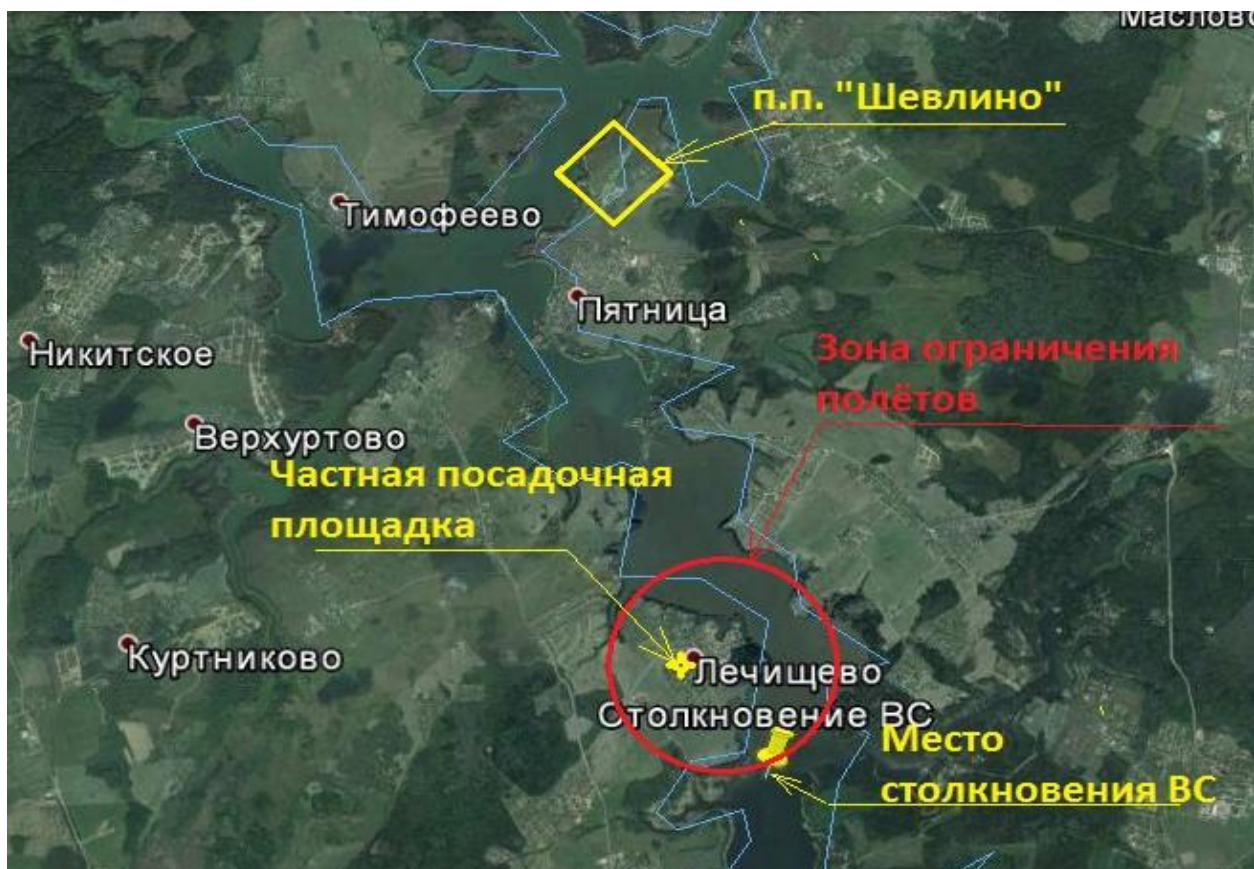 Маслово
п.п. "Шевлино"
Тимофеево
Пятница
Зона ограничения
полётов
Никитское
Верхуртово
Частная посадочная
площадка
Куртниково
Лечищево
Столкновение ВС
Место
столкновения ВС